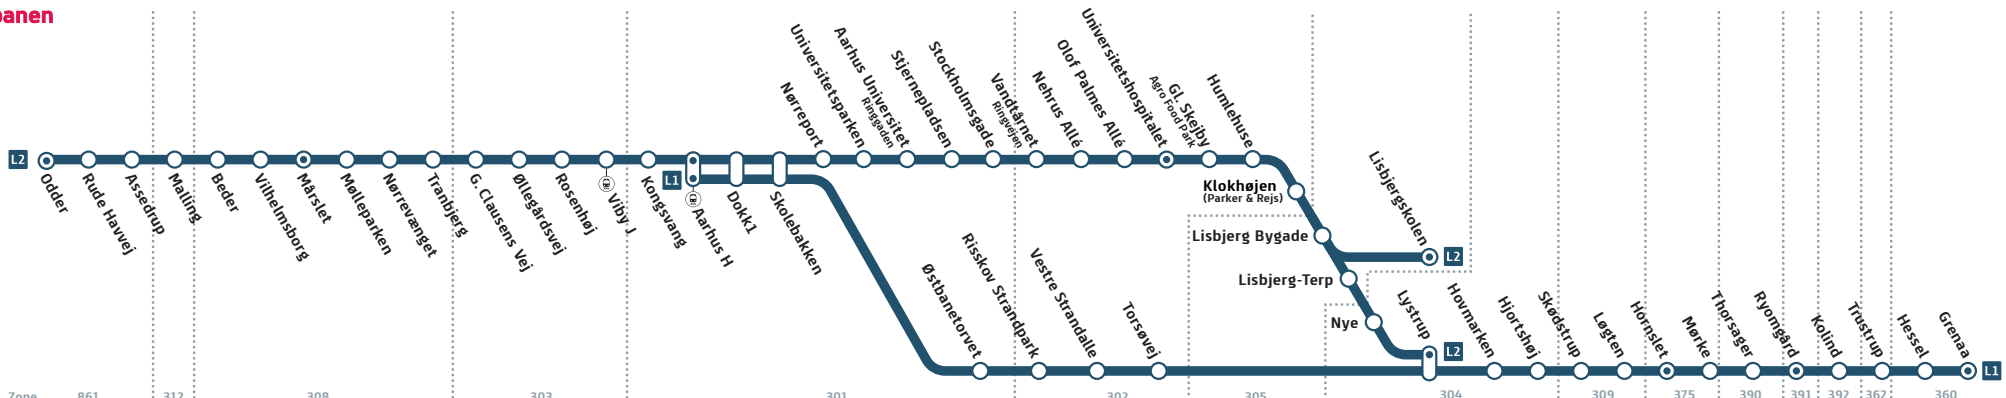 banen
L2
Odder
Rude Havvej
Assedrup
Malling
Beder
Vilhelmsborg
Mårslet
Mølleparken
Nørrevænget
Tranbjerg
G. Clausens Vej
Øllegårdsvej
Rosenhøj
Viby J
Kongsvang
L1
Aarhus H
Dokk1
Skolebakken
Nørreport
Universitetsparken
Aarhus Universitet
Ringgaden
Stjernepladsen
Stockholmsgade
Vandtårnet
Ringvejen
Nehrus Allé
Olof Palmes Allé
Universitetshospitalet
Gl. Skejby
Agro Food Park
Humlehuse
Klokhøjen
(Parker & Rejs)
Lisbjerg Bygade
Lisbjergskolen
L2
Lisbjerg-Terp
Nye
Østbanetorvet
Risskov Strandpark
Vestre Strandalle
Torsøvej
Lystrup
L2
Hovmarken
Hjortshøj
Skødstrup
Løgten
Hornslet
Mørke
Thorsager
Ryomgård
Kolind
Trustrup
Hessel
Grenaa
L1
Zone 861 312 308 303 301 302 305 304 309 375 390 391 392 362 360